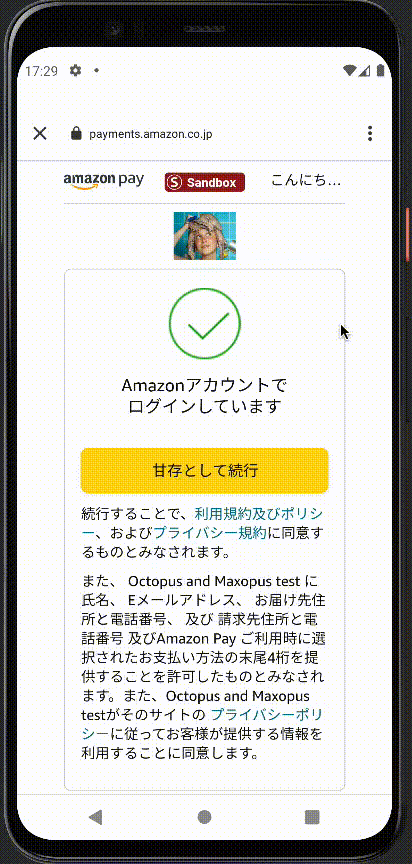 17:29
payments.amazon.co.jp
amazon pay
S Sandbox
こんにち...
Amazonアカウントで
ログインしています
甘存として続行
続行することで、利用規約及びポリシ
ー、およびプライバシー規約に同意す
るものとみなされます。
また、 Octopus and Maxopus test に
氏名、 Eメールアドレス、 お届け先住
所と電話番号、 及び 請求先住所と電
話番号 及びAmazon Pay ご利用時に選
択されたお支払い方法の末尾4桁を提
供することを許可したものとみなされ
ます。また、Octopus and Maxopus
testがそのサイトの プライバシーポリ
シーに従ってお客様が提供する情報を
利用することに同意します。